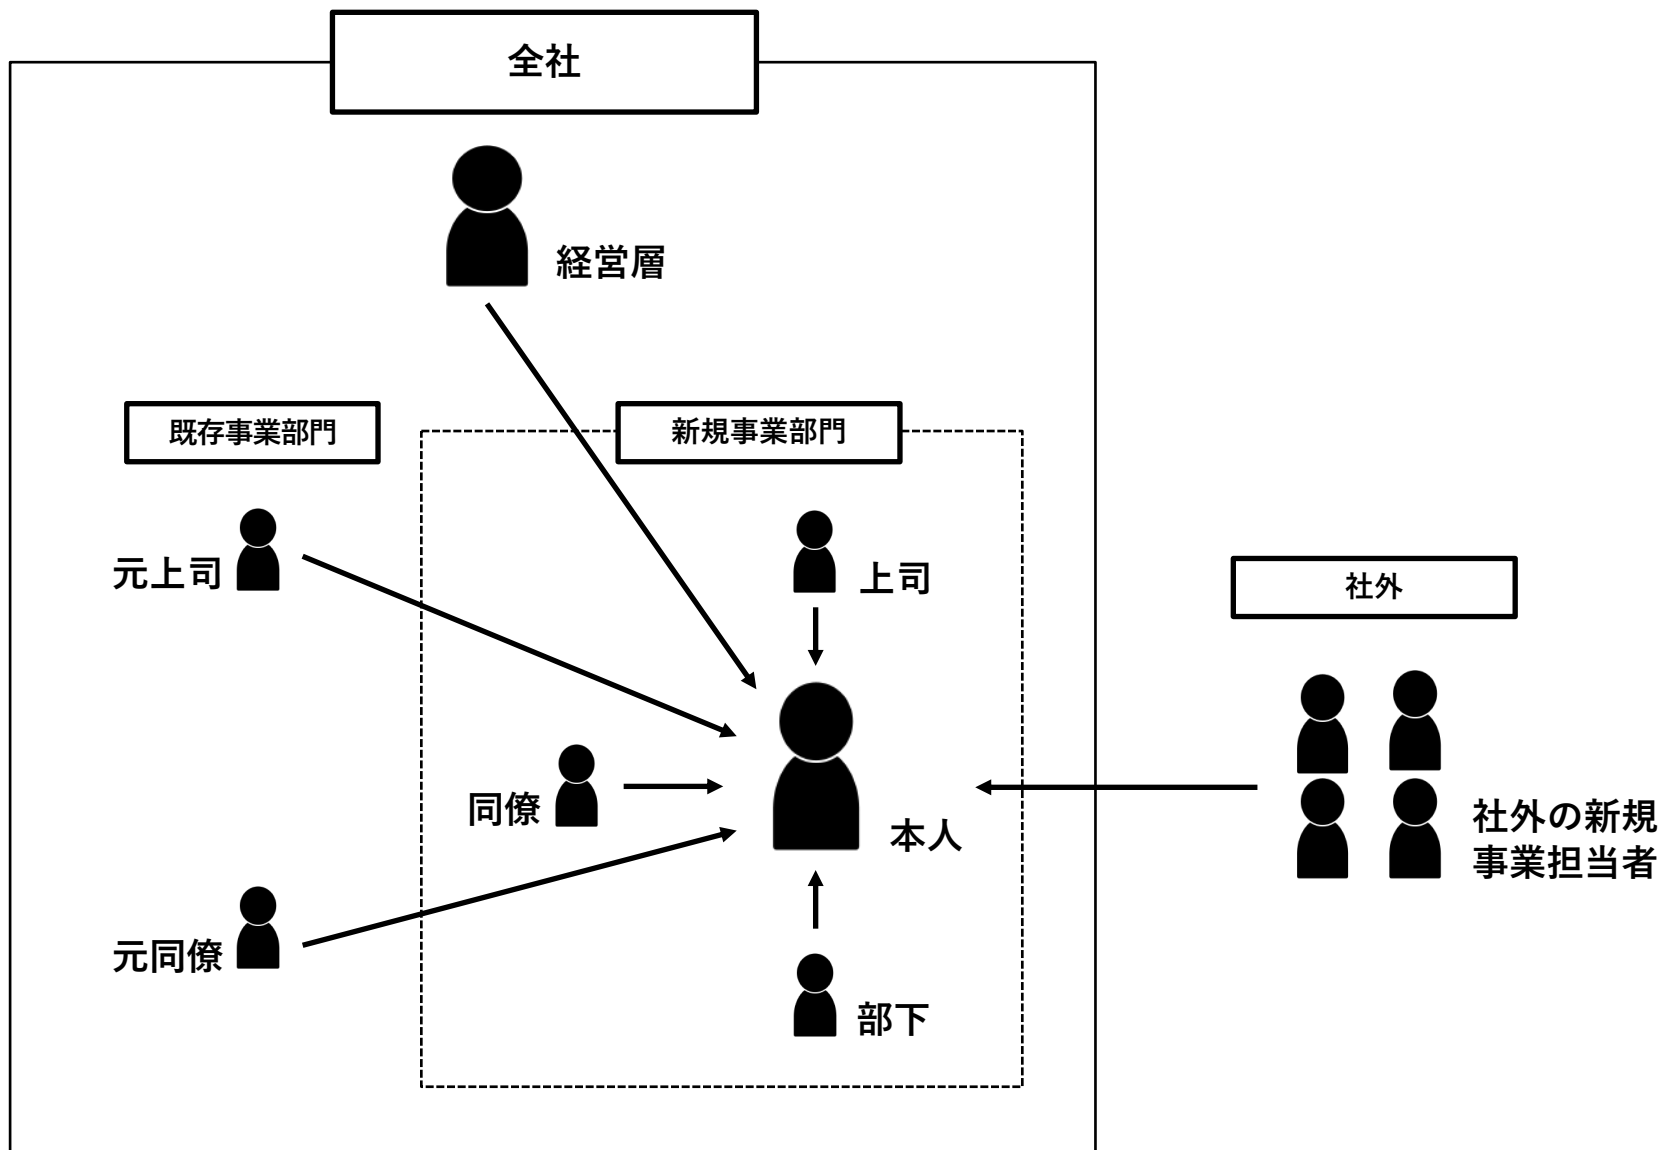 全社
経営層
既存事業部門
新規事業部門
元上司
上司
社外
同僚
本人
社外の新規
事業担当者
元同僚
部下